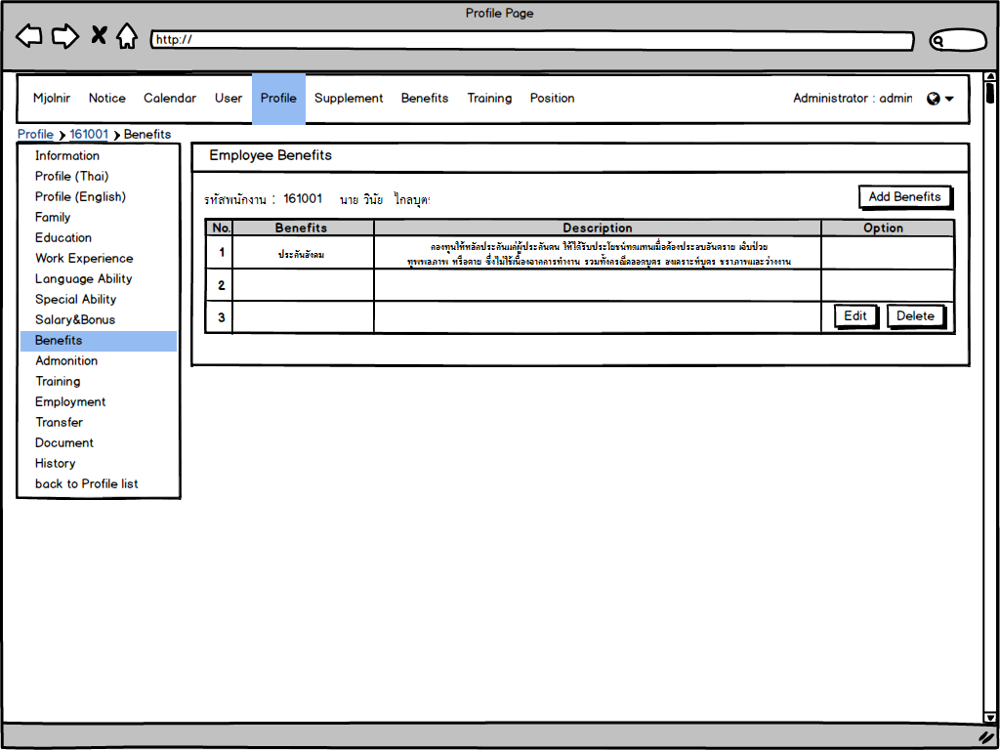 Profile Page
http://
Mjolnir Notice Calendar User Profile Supplement Benefits Training Position Administrator : admin
Profile 161001 Benefits
Information
Profile (Thai)
Profile (English)
Family
Education
Work Experience
Language Ability
Special Ability
Salary&Bonus
Benefits
Admonition
Training
Employment
Transfer
Document
History
back to Profile list
Employee Benefits
รหัสพนักงาน : 161001 นาย วินัย ไกลบุตร
Add Benefits
No. Benefits Description Option
1 ประกันสังคม กองทุนให้หลักประกันแก่ผู้ประกันตน ให้ได้รับประโยชน์ทดแทนเมื่อต้องประสบอันตราย เจ็บป่วย
ทุพพลภาพ หรือตาย ซึ่งไม่ใช่เนื่องจากการทำงาน รวมทั้งกรณีคลอดบุตร สงเคราะห์บุตร ชราภาพและว่างงาน
2
3 Edit Delete